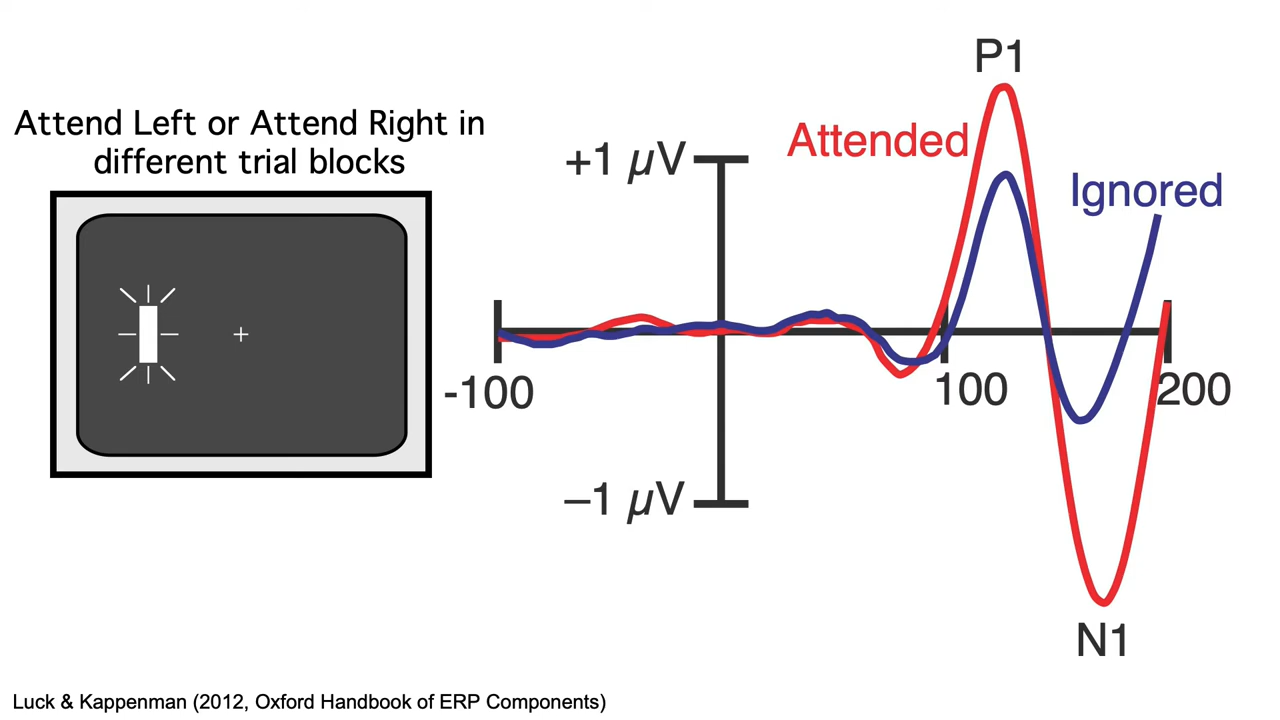 Attend Left or Attend Right in
different trial blocks
P1
Attended
+1 µV
Ignored
-100
100
200
–1 µV
N1
Luck & Kappenman (2012, Oxford Handbook of ERP Components)